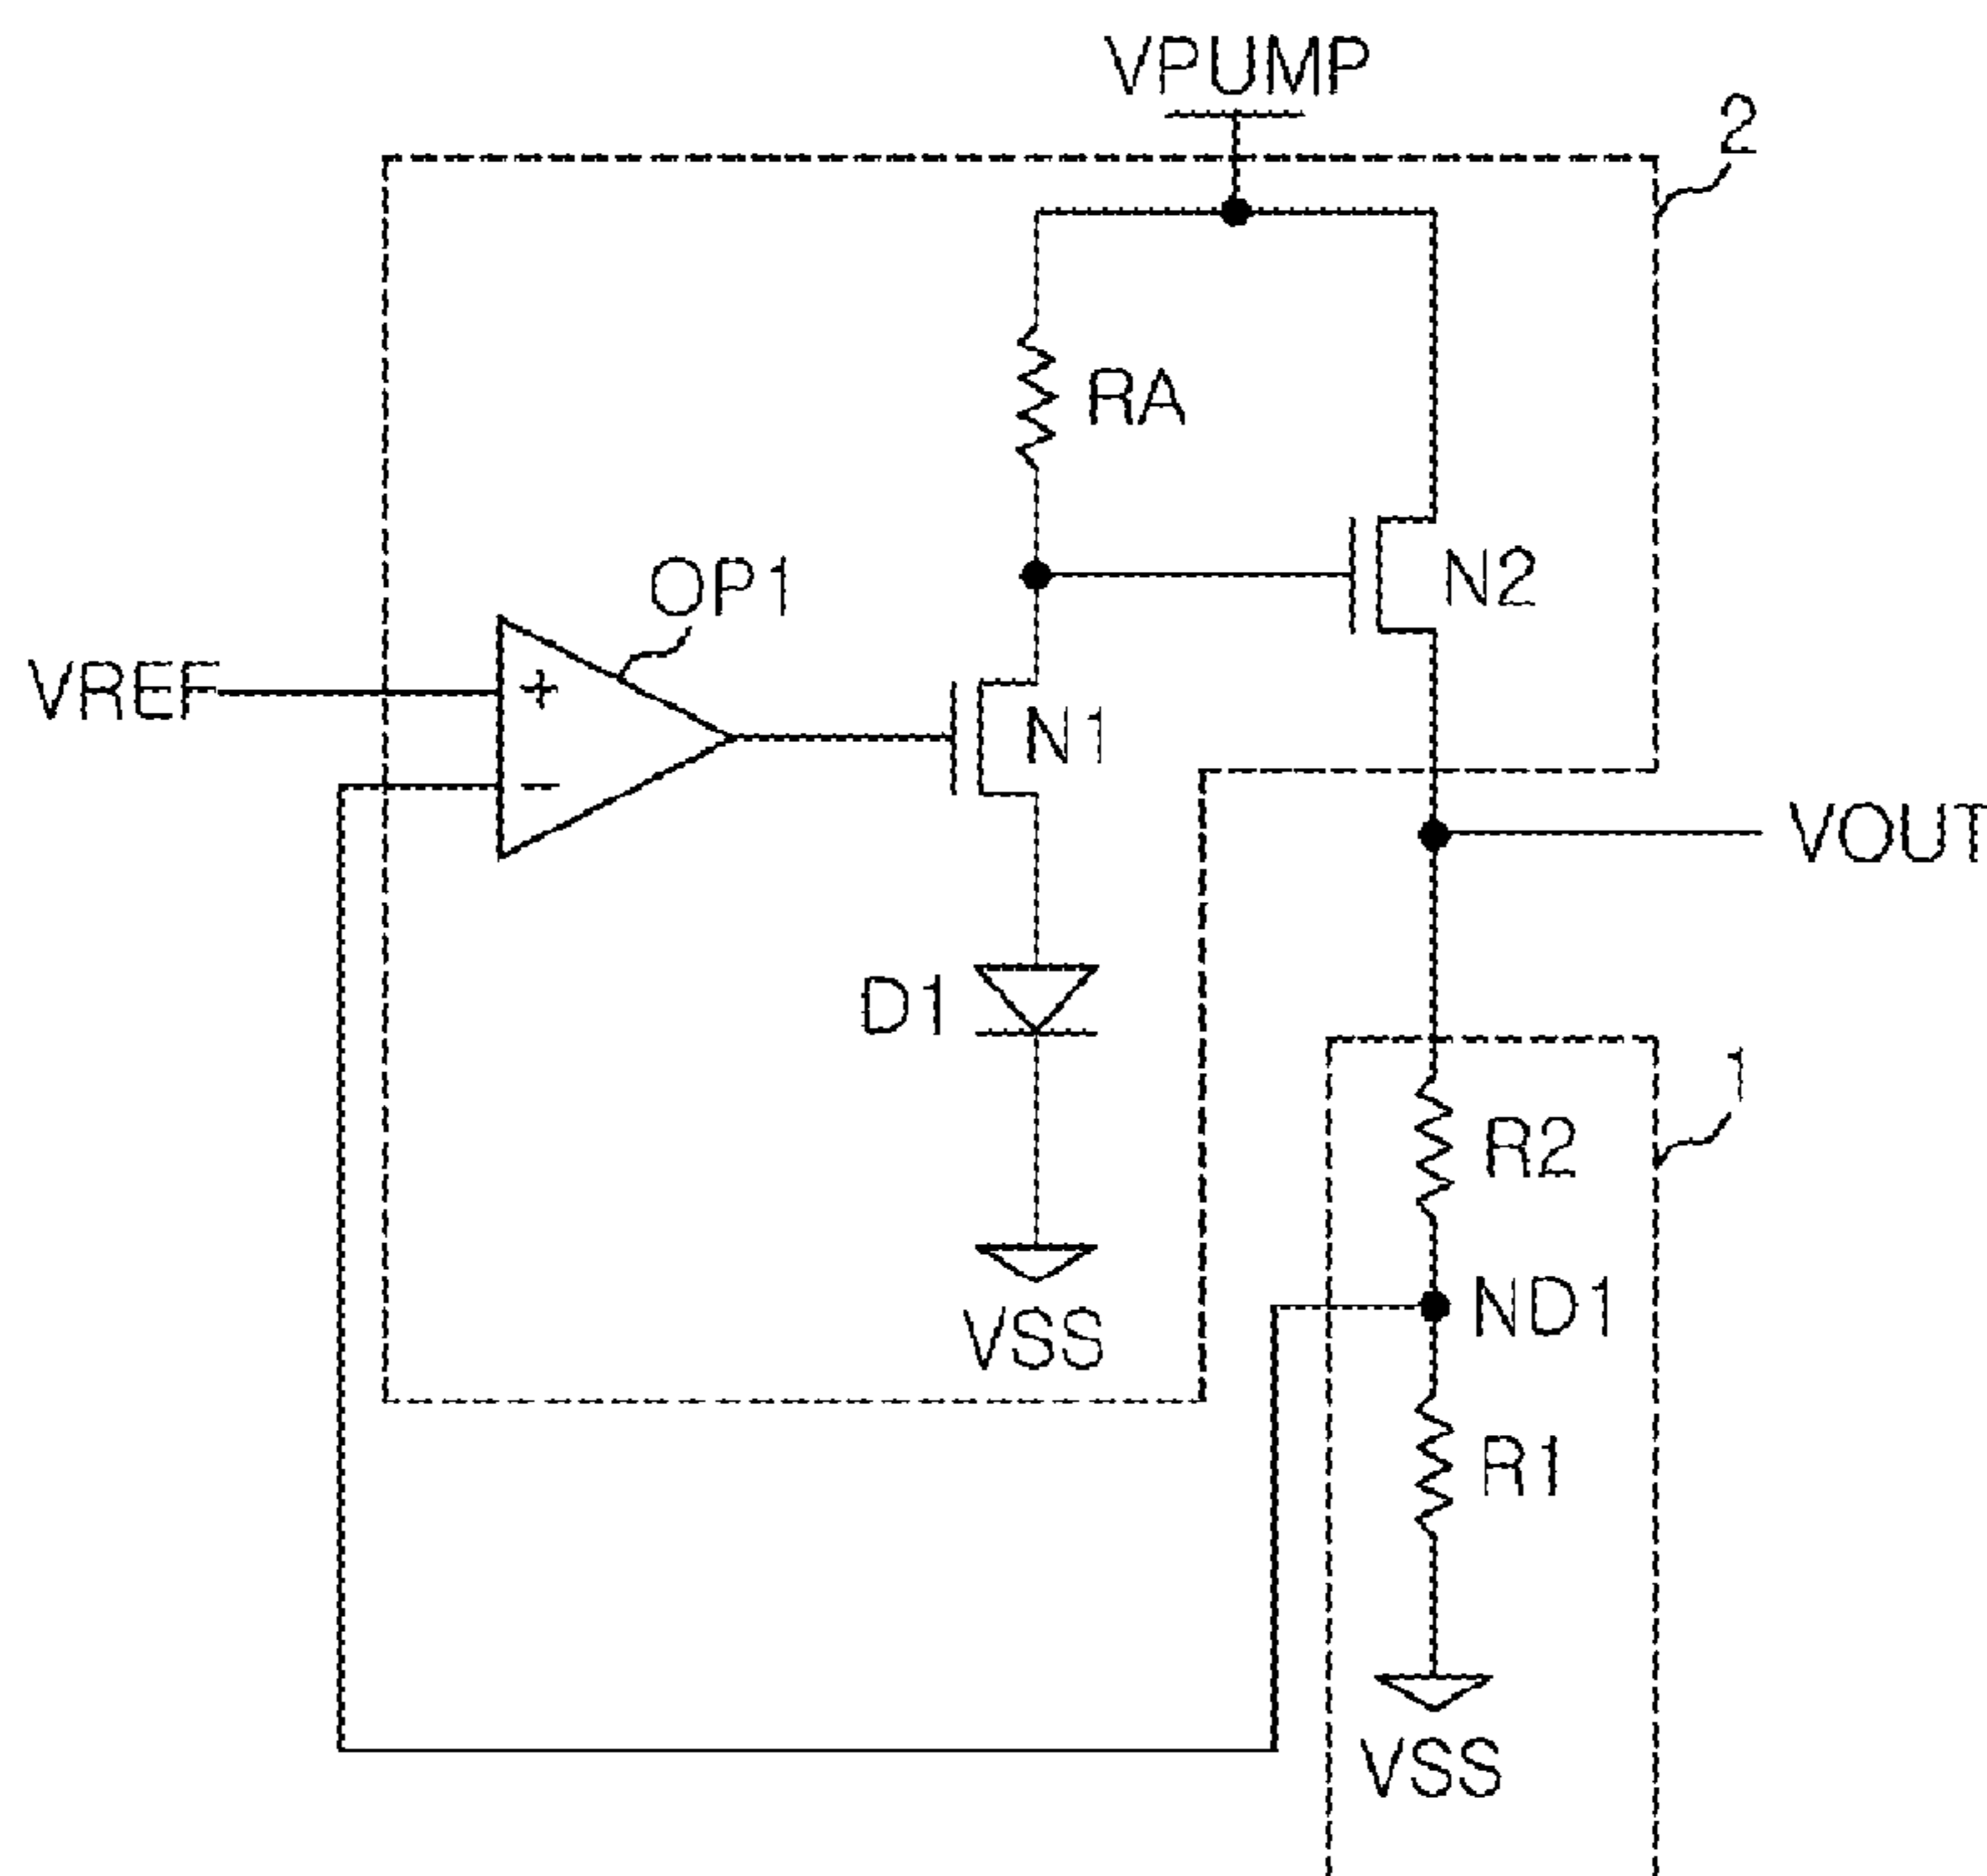 VPUMP
2
RA
OP1
N2
VREF
+
N1
−
VOUT
D1
1
R2
ND1
VSS
R1
VSS